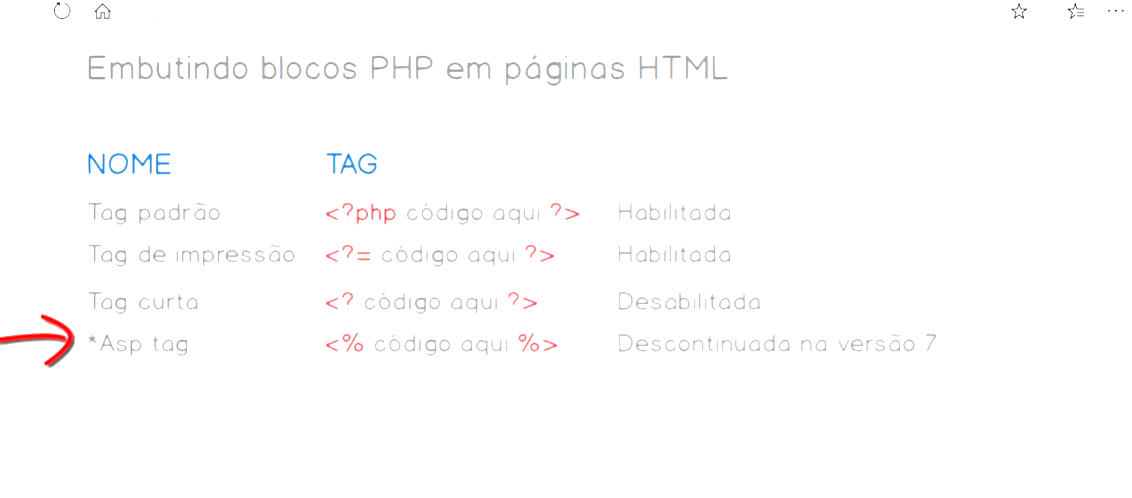 Embutindo blocos PHP em páginas HTML
NOME TAG
Tag padrão <?php código aqui ?> Habilitada
Tag de impressão <?= código aqui ?> Habilitada
Tag curta <? código aqui ?> Desabilitada
*Asp tag <% código aqui %> Descontinuada na versão 7